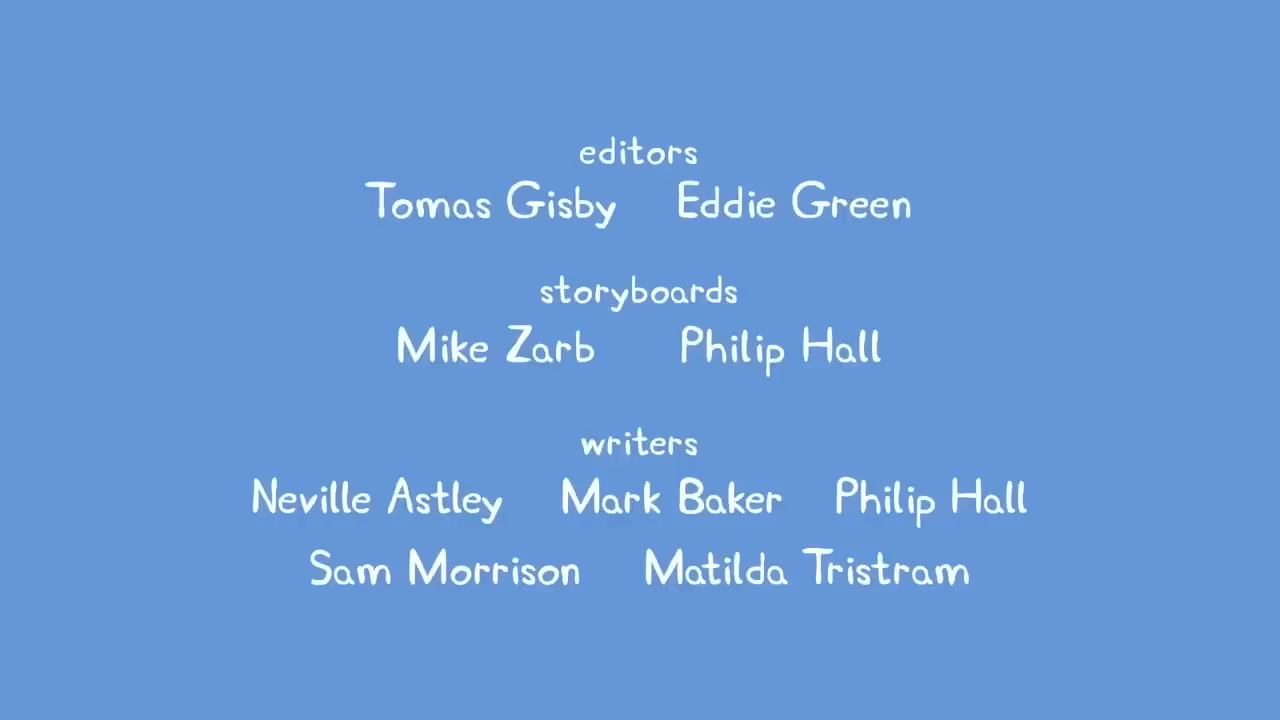 editors
Tomas Gisby Eddie Green
storyboards
Mike Zarb Philip Hall
writers
Neville Astley Mark Baker Philip Hall
Sam Morrison Matilda Tristram